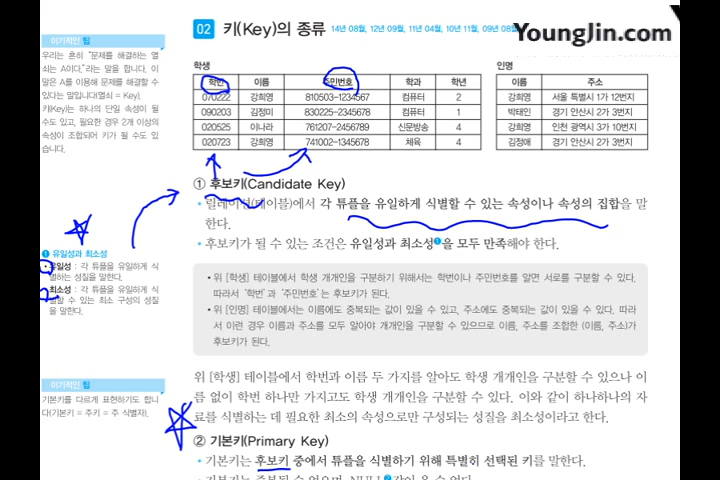 02 키(Key)의 종류 14년 08월, 12년 09월, 11년 04월, 10년 11월, 09년 08월
YoungJin.com
이기적인 팁
우리는 흔히 "문제를 해결하는 열
쇠는 A이다."라는 말을 합니다. 이
말은 A를 이용해 문제를 해결할 수
있다는 말입니다(열쇠 = Key).
키(Key)는 하나의 단일 속성이 될
수도 있고, 필요한 경우 2개 이상의
속성이 조합되어 키가 될 수도 있
습니다.
학생
학번 이름 주민번호 학과 학년
070222 강희영 810503-1234567 컴퓨터 2
090203 김정미 830225-2345678 컴퓨터 1
020525 이나라 761207-2456789 신문방송 4
020723 강희영 741002-1345678 체육 4
인명
이름 주소
강희영 서울 특별시 1가 12번지
박태인 경기 안산시 2가 3번지
강희영 인천 광역시 3가 10번지
김정애 경기 안산시 2가 3번지
① 후보키(Candidate Key)
• 릴레이션(테이블)에서 각 튜플을 유일하게 식별할 수 있는 속성이나 속성의 집합을 말
한다.
• 후보키가 될 수 있는 조건은 유일성과 최소성❶을 모두 만족해야 한다.
❶ 유일성과 최소성
• 유일성 : 각 튜플을 유일하게 식
별하는 성질을 말한다.
• 최소성 : 각 튜플을 유일하게 식
별할 수 있는 최소 구성의 성질
을 말한다.
• 위 [학생] 테이블에서 학생 개개인을 구분하기 위해서는 학번이나 주민번호를 알면 서로를 구분할 수 있다.
따라서 '학번'과 '주민번호'는 후보키가 된다.
• 위 [인명] 테이블에서는 이름에도 중복되는 값이 있을 수 있고, 주소에도 중복되는 값이 있을 수 있다. 따라
서 이런 경우 이름과 주소를 모두 알아야 개개인을 구분할 수 있으므로 이름, 주소를 조합한 (이름, 주소)가
후보키가 된다.
위 [학생] 테이블에서 학번과 이름 두 가지를 알아도 학생 개개인을 구분할 수 있으나 이
름 없이 학번 하나만 가지고도 학생 개개인을 구분할 수 있다. 이와 같이 하나하나의 자
료를 식별하는 데 필요한 최소의 속성으로만 구성되는 성질을 최소성이라고 한다.
이기적인 팁
기본키를 다르게 표현하기도 합니
다(기본키 = 주키 = 주 식별자).
② 기본키(Primary Key)
• 기본키는 후보키 중에서 튜플을 식별하기 위해 특별히 선택된 키를 말한다.